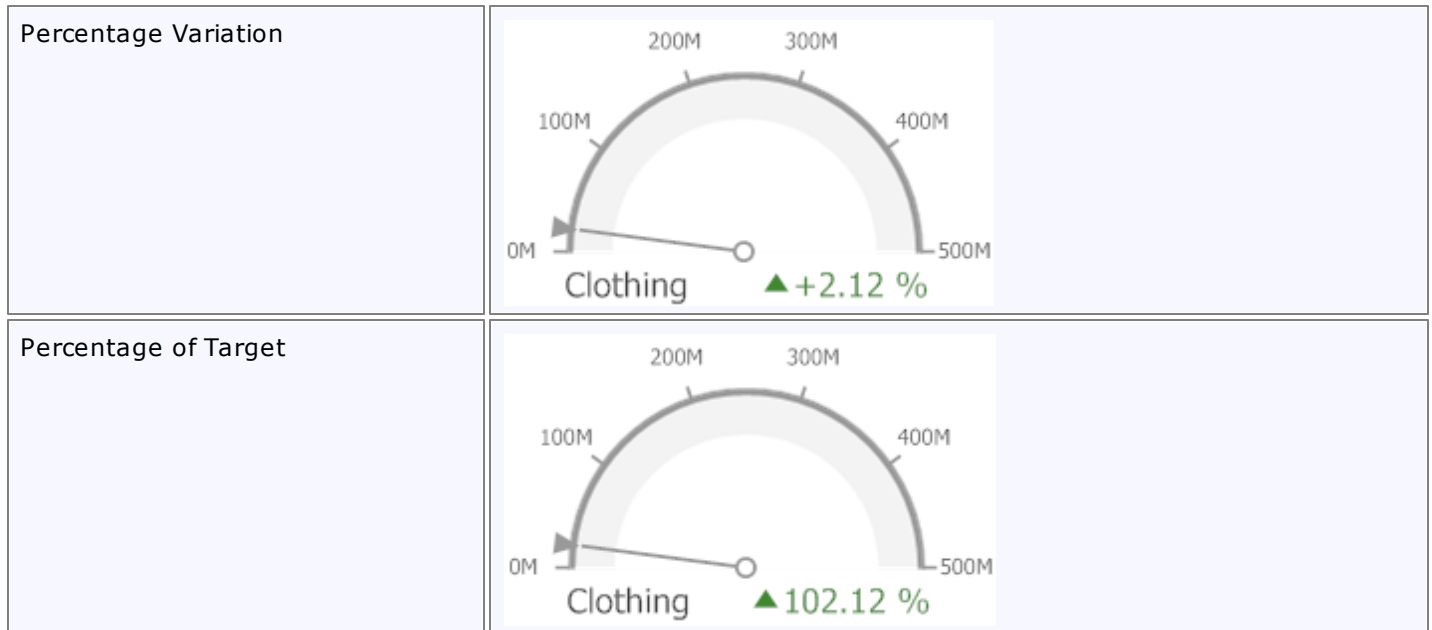 Percentage Variation
200M 300M
100M 400M
0M 500M
Clothing ▲+2.12 %
Percentage of Target
200M 300M
100M 400M
0M 500M
Clothing ▲102.12 %